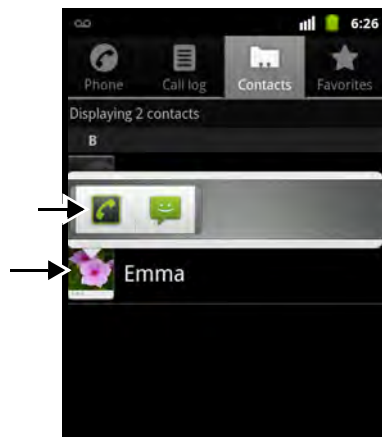 6:26
Phone Call log Contacts Favorites
Displaying 2 contacts
B
Emma